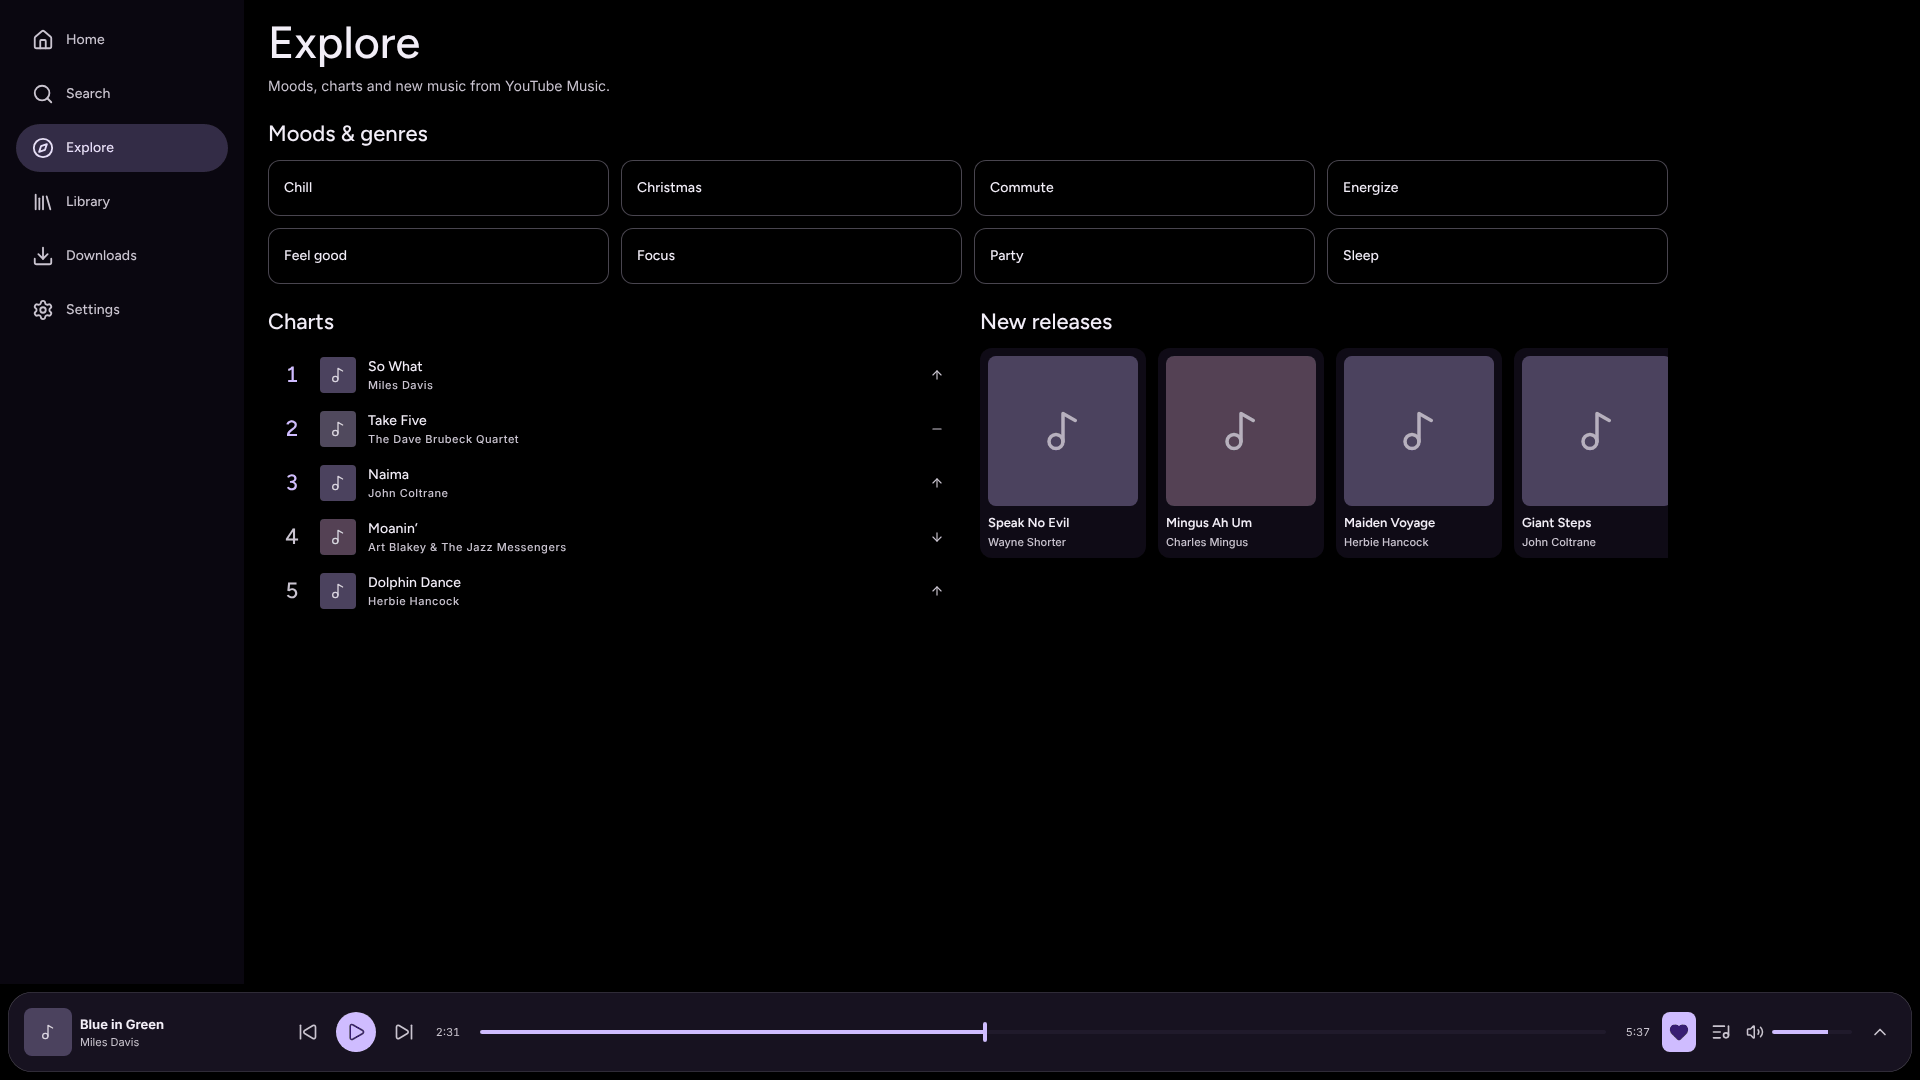 Home
Search
Explore
Library
Downloads
Settings
Explore
Moods, charts and new music from YouTube Music.
Moods & genres
Chill
Christmas
Commute
Energize
Feel good
Focus
Party
Sleep
Charts
1
So What
Miles Davis
2
Take Five
The Dave Brubeck Quartet
3
Naima
John Coltrane
4
Moanin’
Art Blakey & The Jazz Messengers
5
Dolphin Dance
Herbie Hancock
New releases
Speak No Evil
Wayne Shorter
Mingus Ah Um
Charles Mingus
Maiden Voyage
Herbie Hancock
Giant Steps
John Coltrane
Blue in Green
Miles Davis
2:31
5:37